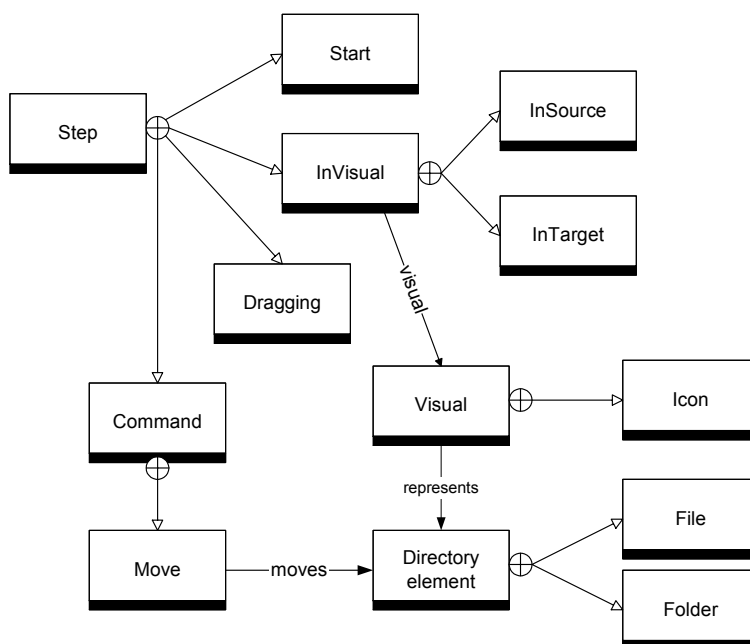 Start
Step
InSource
InVisual
InTarget
Dragging
visual
Command
Visual
Icon
represents
File
Move
moves
Directory
element
Folder